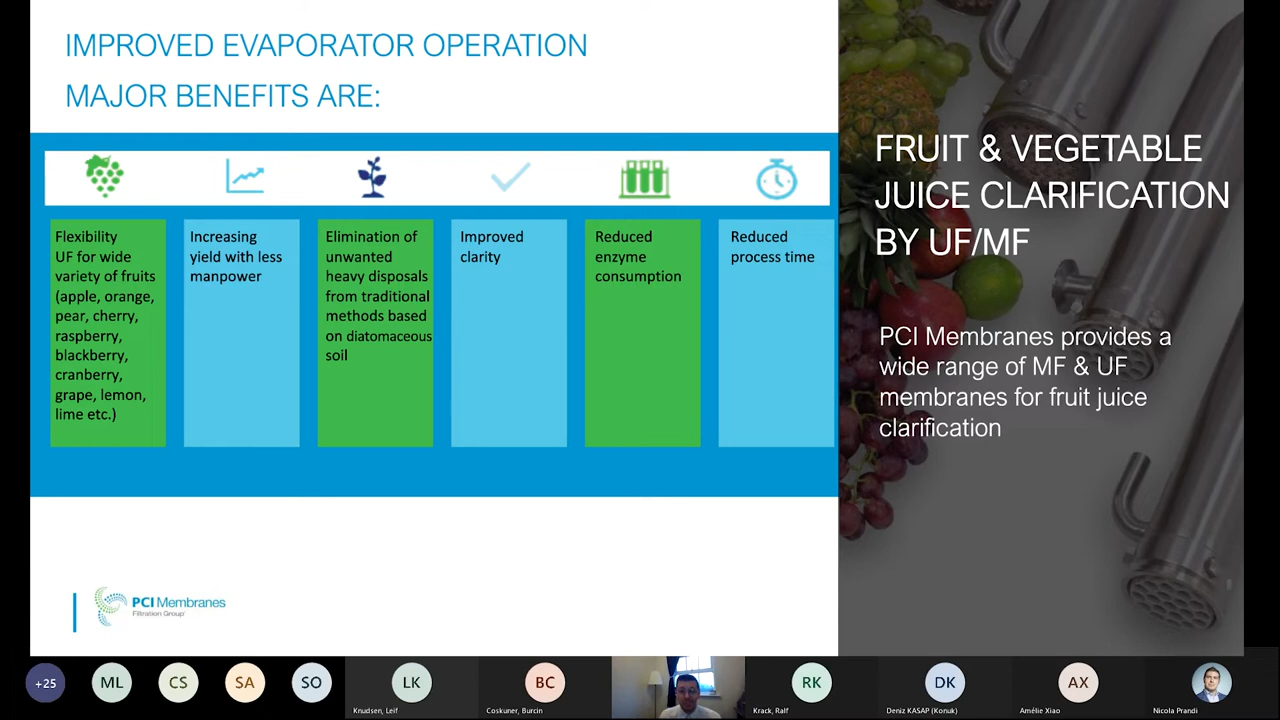 IMPROVED EVAPORATOR OPERATION
MAJOR BENEFITS ARE:
Flexibility
UF for wide
variety of fruits
(apple, orange,
pear, cherry,
raspberry,
blackberry,
cranberry,
grape, lemon,
lime etc.)
Increasing
yield with less
manpower
Elimination of
unwanted
heavy disposals
from traditional
methods based
on diatomaceous
soil
Improved
clarity
Reduced
enzyme
consumption
Reduced
process time
PCI Membranes
Filtration Group
FRUIT & VEGETABLE
JUICE CLARIFICATION
BY UF/MF
PCI Membranes provides a
wide range of MF & UF
membranes for fruit juice
clarification
+25
ML
CS
SA
SO
LK
Knudsen, Leif
BC
Coskuner, Burcin
RK
Krack, Ralf
DK
Deniz KASAP (Konuk)
AX
Amélie Xiao
Nicola Prandi